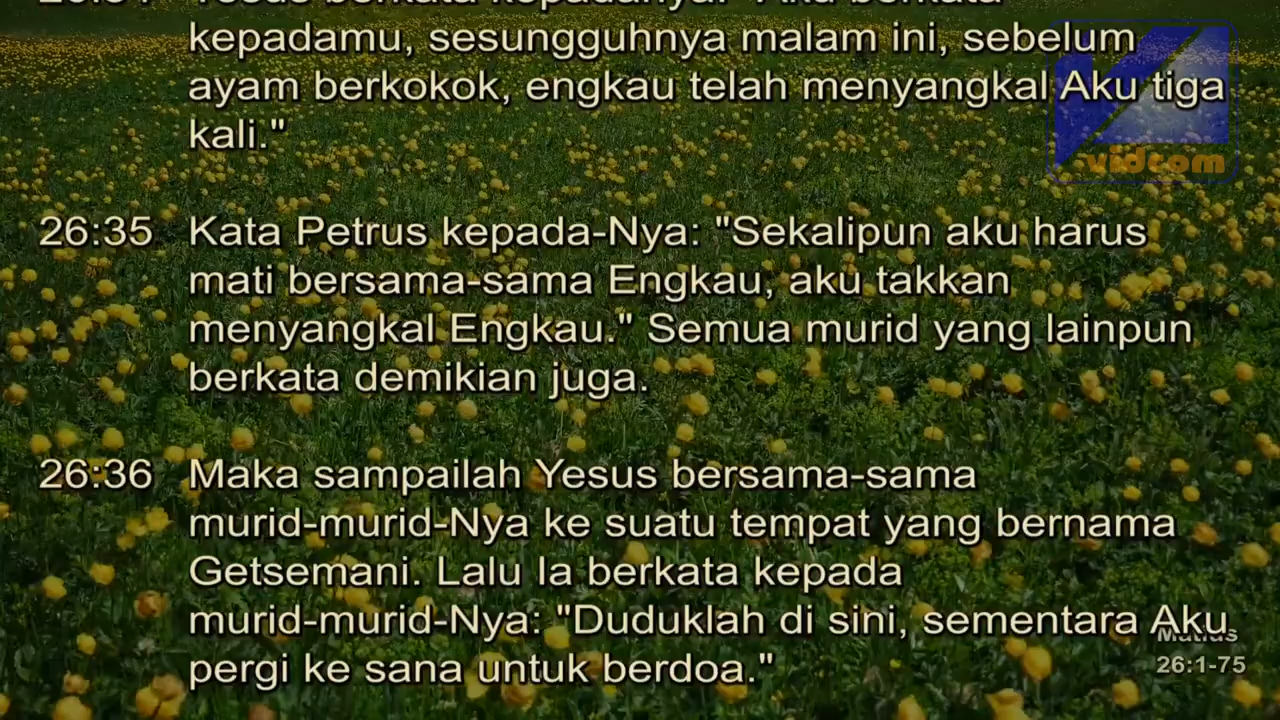 kepadamu, sesungguhnya malam ini, sebelum
ayam berkokok, engkau telah menyangkal Aku tiga
kali."
vidcom
26:35 Kata Petrus kepada-Nya: "Sekalipun aku harus
mati bersama-sama Engkau, aku takkan
menyangkal Engkau." Semua murid yang lainpun
berkata demikian juga.
26:36 Maka sampailah Yesus bersama-sama
murid-murid-Nya ke suatu tempat yang bernama
Getsemani. Lalu Ia berkata kepada
murid-murid-Nya: "Duduklah di sini, sementara Aku
pergi ke sana untuk berdoa."
Matius
26:1-75